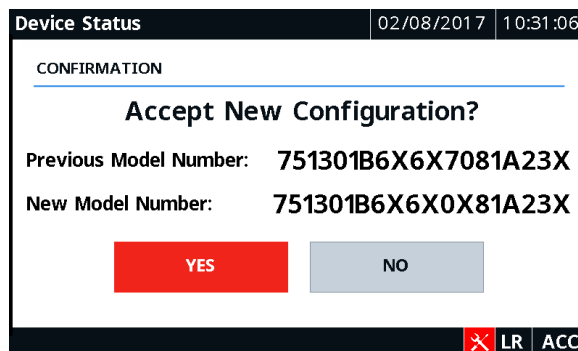 Device Status 02/08/2017 10:31:06
CONFIRMATION
Accept New Configuration?
Previous Model Number: 751301B6X6X7081A23X
New Model Number: 751301B6X6X0X81A23X
YES NO
LR ACC